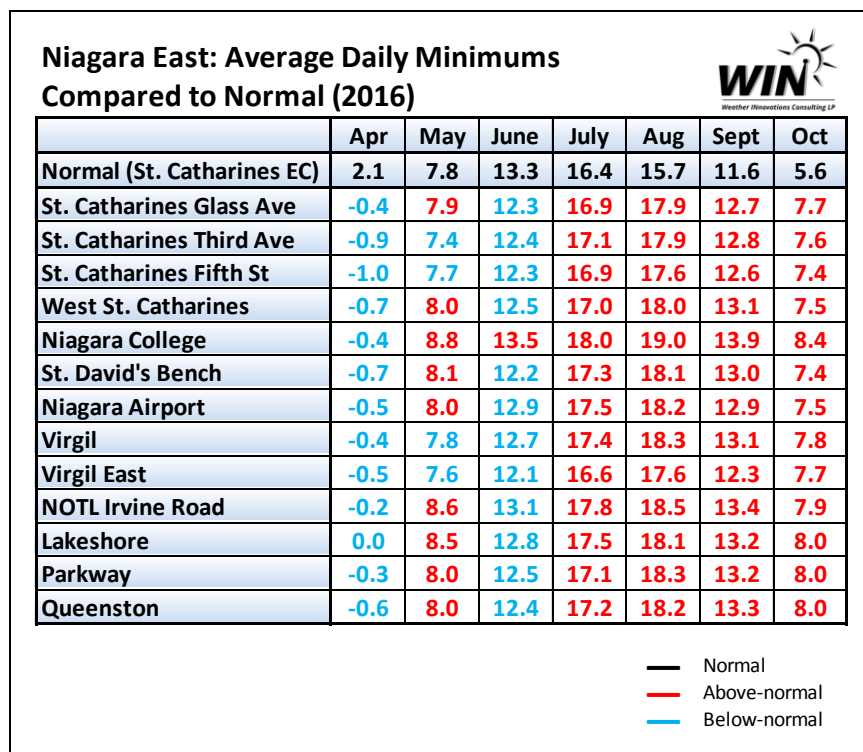 Niagara East: Average Daily Minimums
Compared to Normal (2016)
WIN
Weather INnovations Consulting LP
Apr May June July Aug Sept Oct
Normal (St. Catharines EC) 2.1 7.8 13.3 16.4 15.7 11.6 5.6
St. Catharines Glass Ave -0.4 7.9 12.3 16.9 17.9 12.7 7.7
St. Catharines Third Ave -0.9 7.4 12.4 17.1 17.9 12.8 7.6
St. Catharines Fifth St -1.0 7.7 12.3 16.9 17.6 12.6 7.4
West St. Catharines -0.7 8.0 12.5 17.0 18.0 13.1 7.5
Niagara College -0.4 8.8 13.5 18.0 19.0 13.9 8.4
St. David's Bench -0.7 8.1 12.2 17.3 18.1 13.0 7.4
Niagara Airport -0.5 8.0 12.9 17.5 18.2 12.9 7.5
Virgil -0.4 7.8 12.7 17.4 18.3 13.1 7.8
Virgil East -0.5 7.6 12.1 16.6 17.6 12.3 7.7
NOTL Irvine Road -0.2 8.6 13.1 17.8 18.5 13.4 7.9
Lakeshore 0.0 8.5 12.8 17.5 18.1 13.2 8.0
Parkway -0.3 8.0 12.5 17.1 18.3 13.2 8.0
Queenston -0.6 8.0 12.4 17.2 18.2 13.3 8.0
Normal
Above-normal
Below-normal